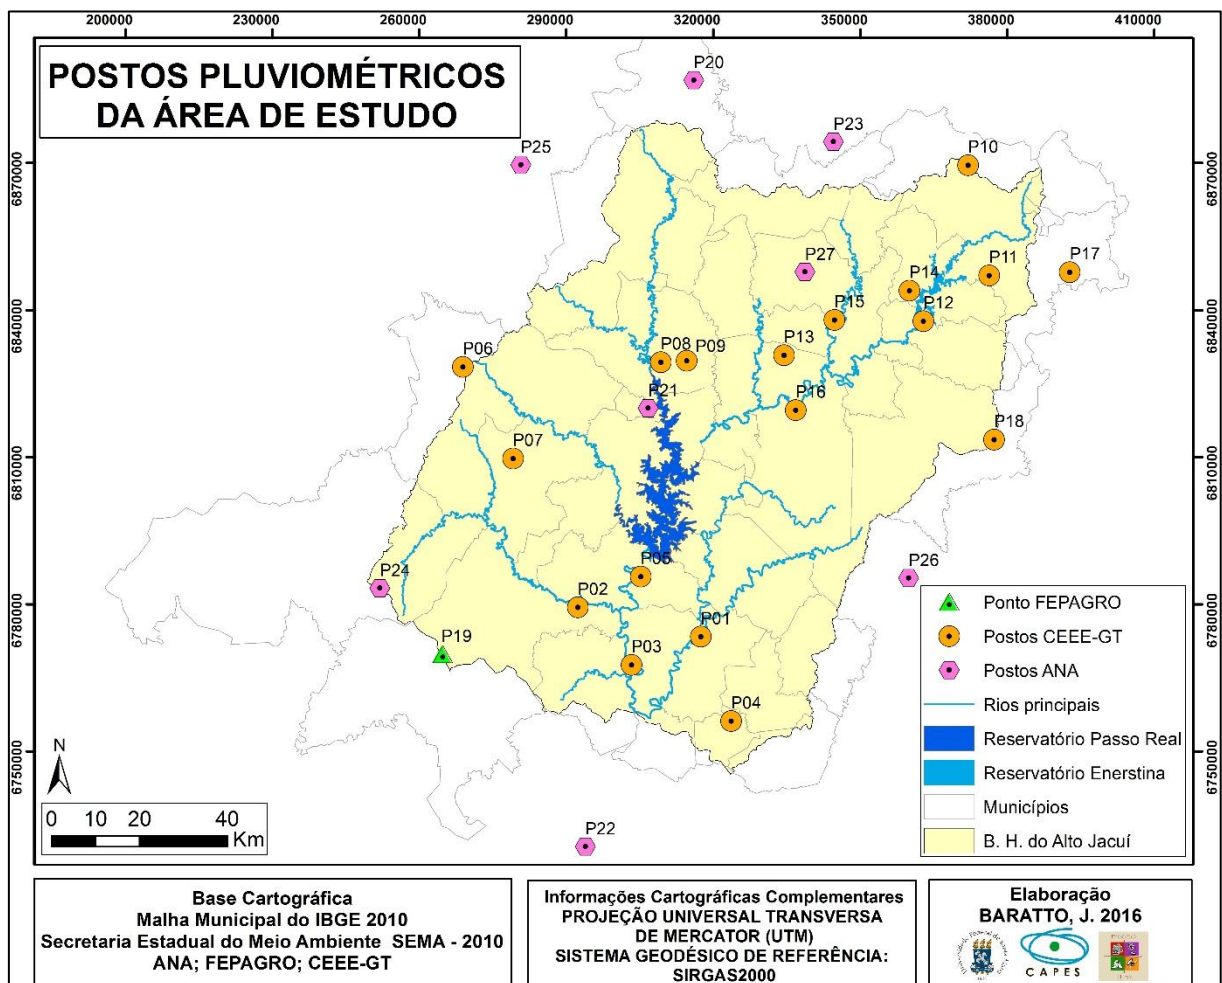 200000 230000 260000 290000 320000 350000 380000 410000
POSTOS PLUVIOMÉTRICOS
DA ÁREA DE ESTUDO
P20
P23
P25
P10
6870000
6870000
P27
P17
P11
P14
P15
P12
6840000
6840000
P08
P09
P13
P06
P21
P16
P18
P07
6810000
6810000
P05
P26
P24
P02
6780000
6780000
P01
P19
P03
P04
6750000
6750000
P22
Ponto FEPAGRO
Postos CEEE-GT
Postos ANA
Rios principais
Reservatório Passo Real
Reservatório Enerstina
Municípios
B. H. do Alto Jacuí
N
0 10 20 40
Km
Base Cartográfica
Malha Municipal do IBGE 2010
Secretaria Estadual do Meio Ambiente SEMA - 2010
ANA; FEPAGRO; CEEE-GT
Informações Cartográficas Complementares
PROJEÇÃO UNIVERSAL TRANSVERSA
DE MERCATOR (UTM)
SISTEMA GEODÉSICO DE REFERÊNCIA:
SIRGAS2000
Elaboração
BARATTO, J. 2016
CAPES